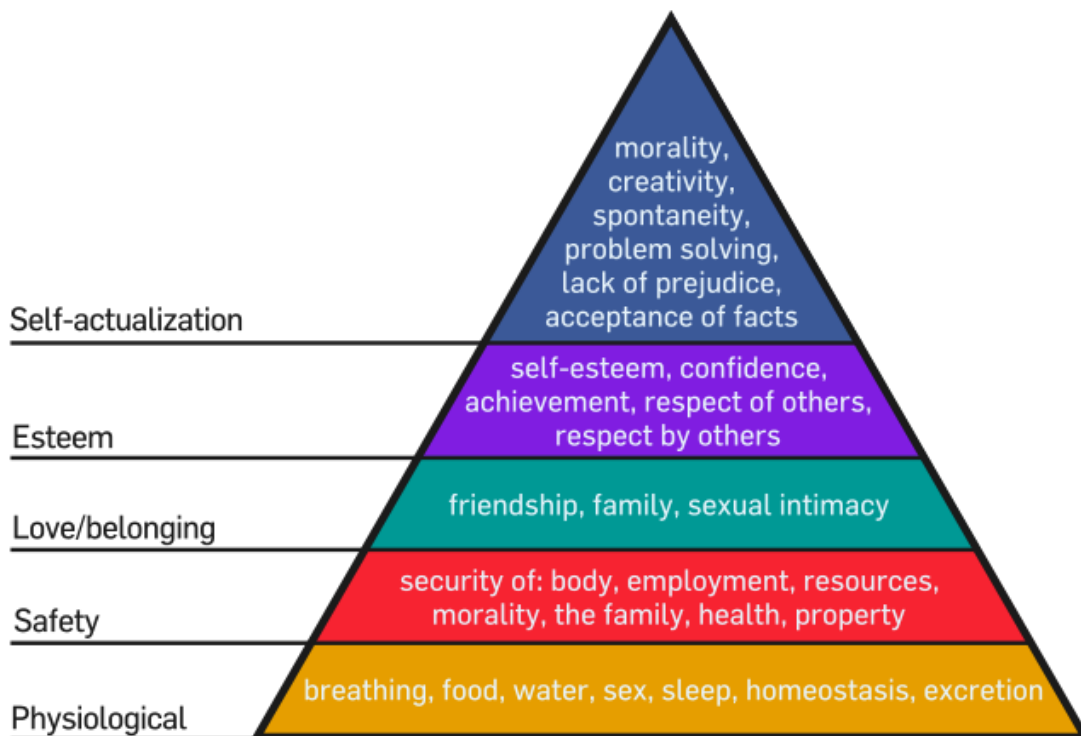 morality,
creativity,
spontaneity,
problem solving,
lack of prejudice,
acceptance of facts
Self-actualization
self-esteem, confidence,
achievement, respect of others,
respect by others
Esteem
friendship, family, sexual intimacy
Love/belonging
security of: body, employment, resources,
morality, the family, health, property
Safety
breathing, food, water, sex, sleep, homeostasis, excretion
Physiological